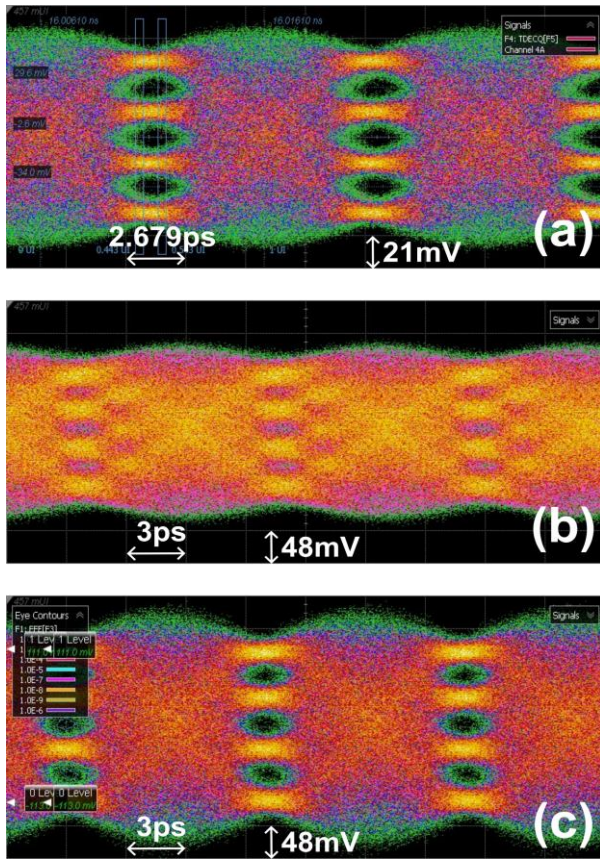 457 mUI
16.00610 ns
16.01610 ns
Signals
F4: TDECQ[F5]
Channel 4A
29.6 mV
-2.6 mV
-34.0 mV
2.679ps
21mV
(a)
0 UI
0.443 UI
1 UI
457 mUI
Signals
3ps
48mV
(b)
457 mUI
Eye Contours
Signals
1 Level
1.0E-5
1.0E-7
1.0E-8
1.0E-9
1.0E-6
111.0 mV
0 Level
-113.0 mV
3ps
48mV
(c)